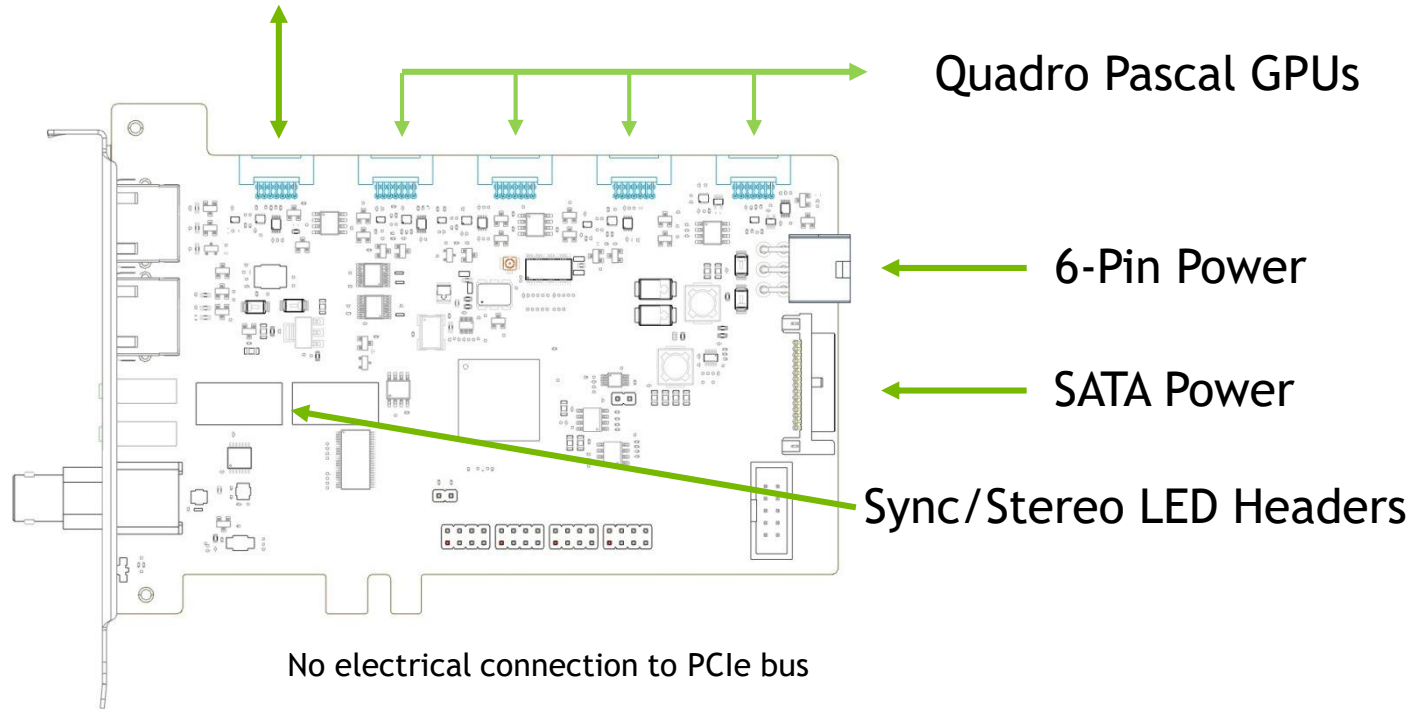 Quadro Pascal GPUs
6-Pin Power
SATA Power
Sync/Stereo LED Headers
No electrical connection to PCIe bus